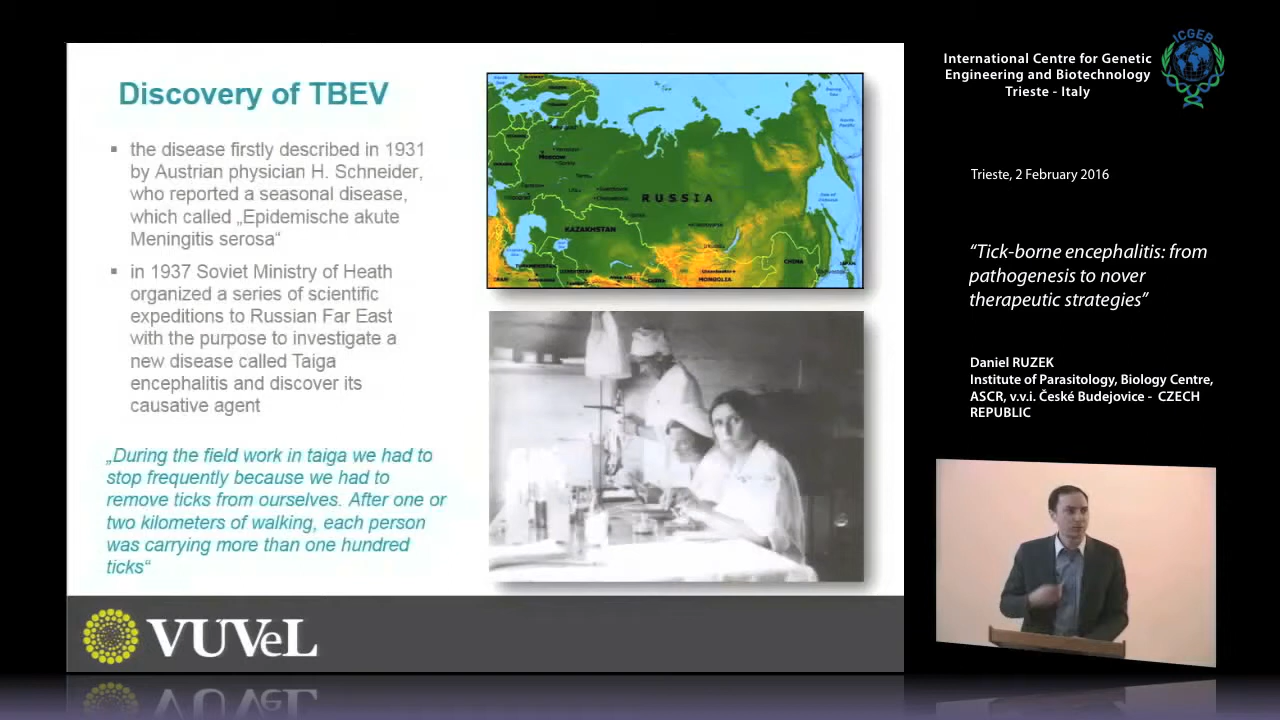 Discovery of TBEV
▪ the disease firstly described in 1931
by Austrian physician H. Schneider,
who reported a seasonal disease,
which called „Epidemische akute
Meningitis serosa“
▪ in 1937 Soviet Ministry of Heath
organized a series of scientific
expeditions to Russian Far East
with the purpose to investigate a
new disease called Taiga
encephalitis and discover its
causative agent
„During the field work in taiga we had to
stop frequently because we had to
remove ticks from ourselves. After one or
two kilometers of walking, each person
was carrying more than one hundred
ticks“
Moscow
RUSSIA
KAZAKHSTAN
CHINA
MONGOLIA
JAPAN
IRAN
VUVeL
International Centre for Genetic
Engineering and Biotechnology
Trieste - Italy
ICGEB
Trieste, 2 February 2016
“Tick-borne encephalitis: from
pathogenesis to nover
therapeutic strategies”
Daniel RUZEK
Institute of Parasitology, Biology Centre,
ASCR, v.v.i. České Budejovice - CZECH
REPUBLIC